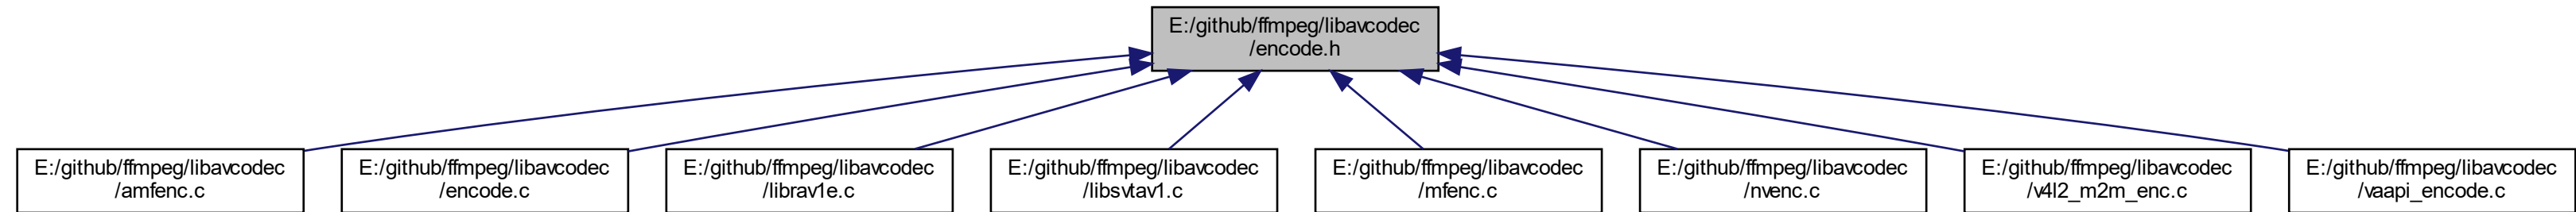 E:/github/ffmpeg/libavcodec
/encode.h
E:/github/ffmpeg/libavcodec
/amfenc.c
E:/github/ffmpeg/libavcodec
/encode.c
E:/github/ffmpeg/libavcodec
/librav1e.c
E:/github/ffmpeg/libavcodec
/libsvtav1.c
E:/github/ffmpeg/libavcodec
/mfenc.c
E:/github/ffmpeg/libavcodec
/nvenc.c
E:/github/ffmpeg/libavcodec
/v4l2_m2m_enc.c
E:/github/ffmpeg/libavcodec
/vaapi_encode.c